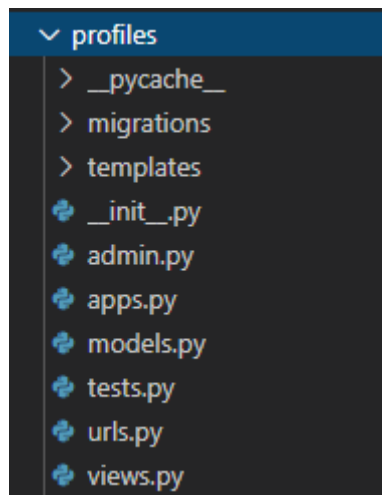 profiles
__pycache__
migrations
templates
__init__.py
admin.py
apps.py
models.py
tests.py
urls.py
views.py